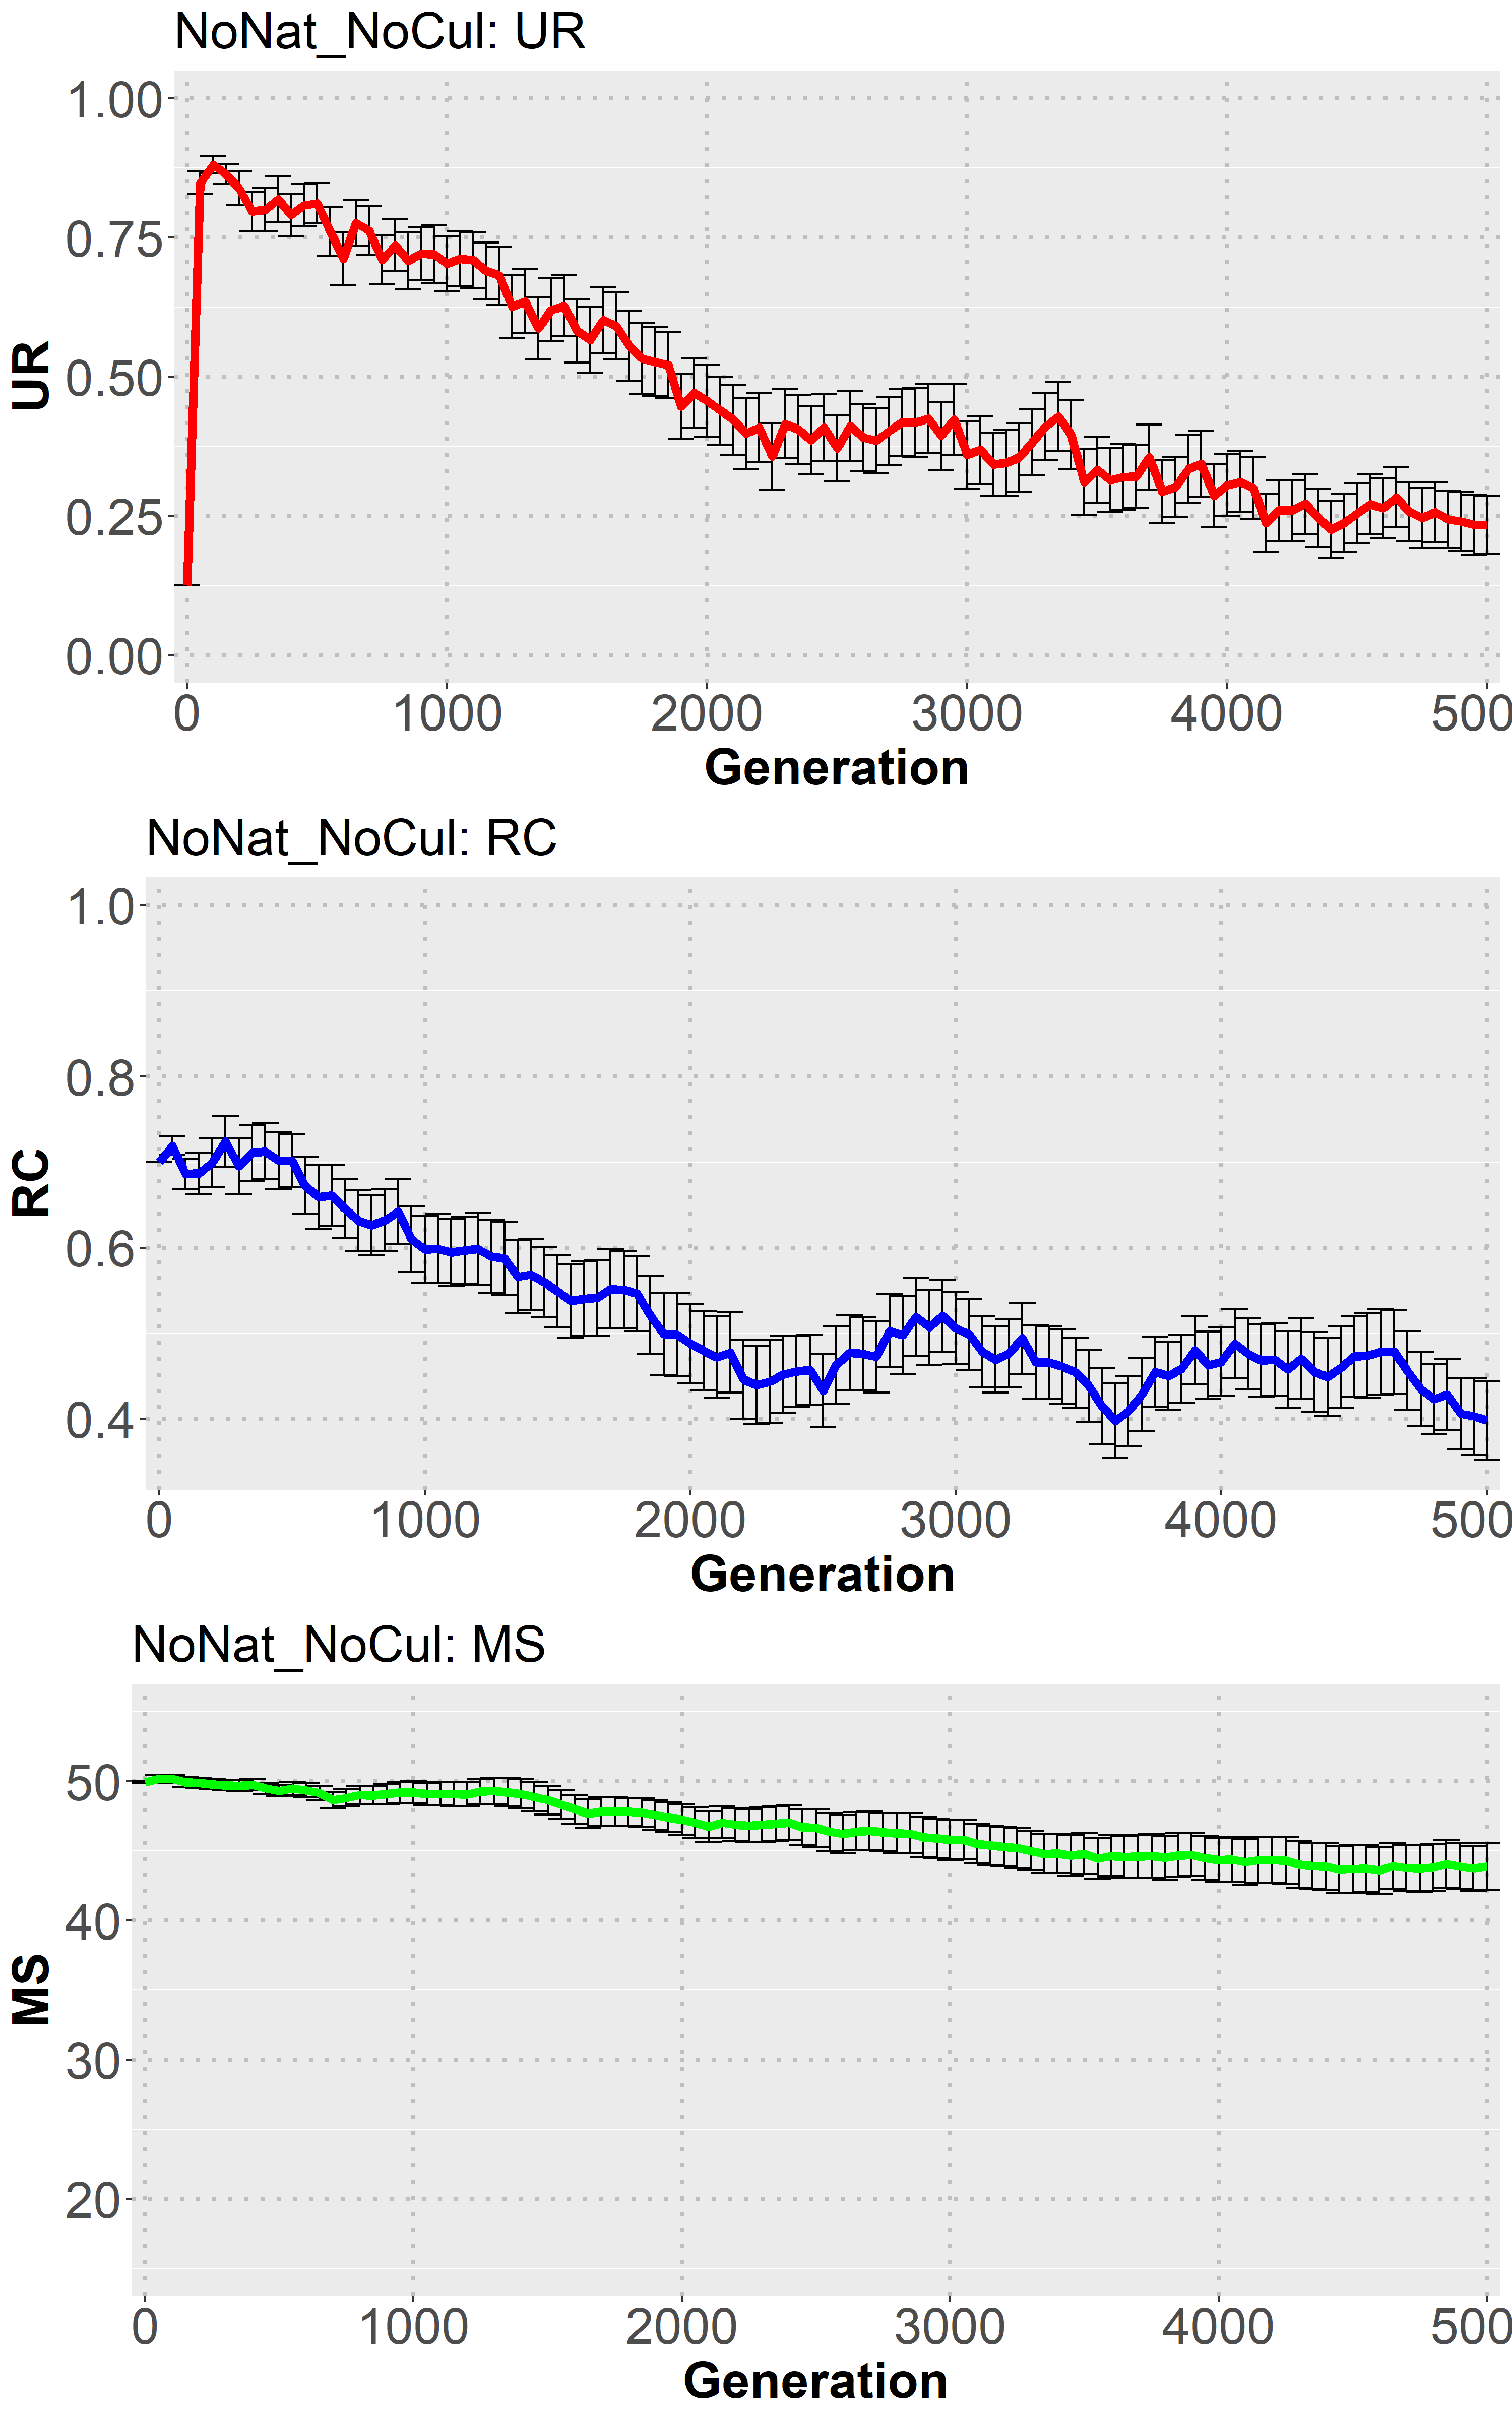 NoNat_NoCul: UR
1.00
0.75
0.50
0.25
0.00
UR
0 1000 2000 3000 4000 500
Generation
NoNat_NoCul: RC
1.0
0.8
0.6
0.4
RC
0 1000 2000 3000 4000 500
Generation
NoNat_NoCul: MS
50
40
30
20
MS
0 1000 2000 3000 4000 500
Generation